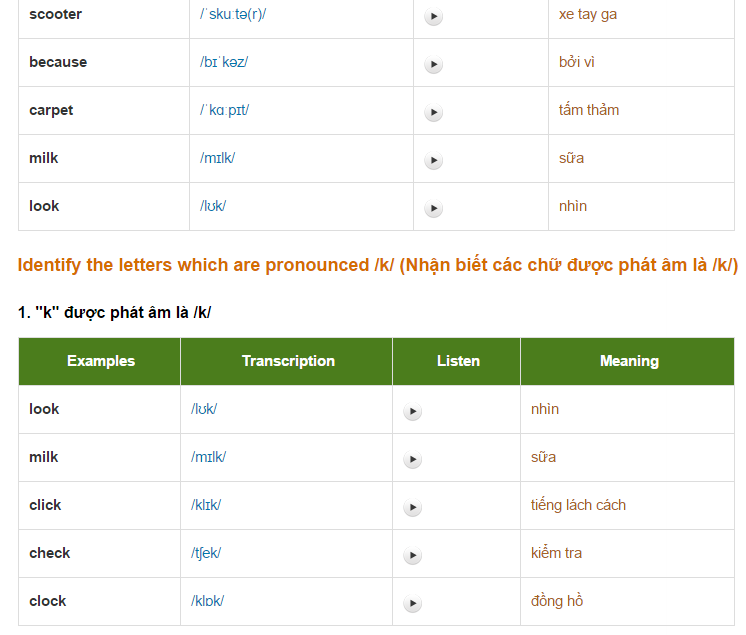 scooter /ˈskuːtə(r)/ xe tay ga
because /bɪˈkəz/ bởi vì
carpet /ˈkɑːpɪt/ tấm thảm
milk /mɪlk/ sữa
look /lʊk/ nhìn
Identify the letters which are pronounced /k/ (Nhận biết các chữ được phát âm là /k/)
1. "k" được phát âm là /k/
Examples Transcription Listen Meaning
look /lʊk/ nhìn
milk /mɪlk/ sữa
click /klɪk/ tiếng lách cách
check /tʃek/ kiểm tra
clock /klɒk/ đồng hồ